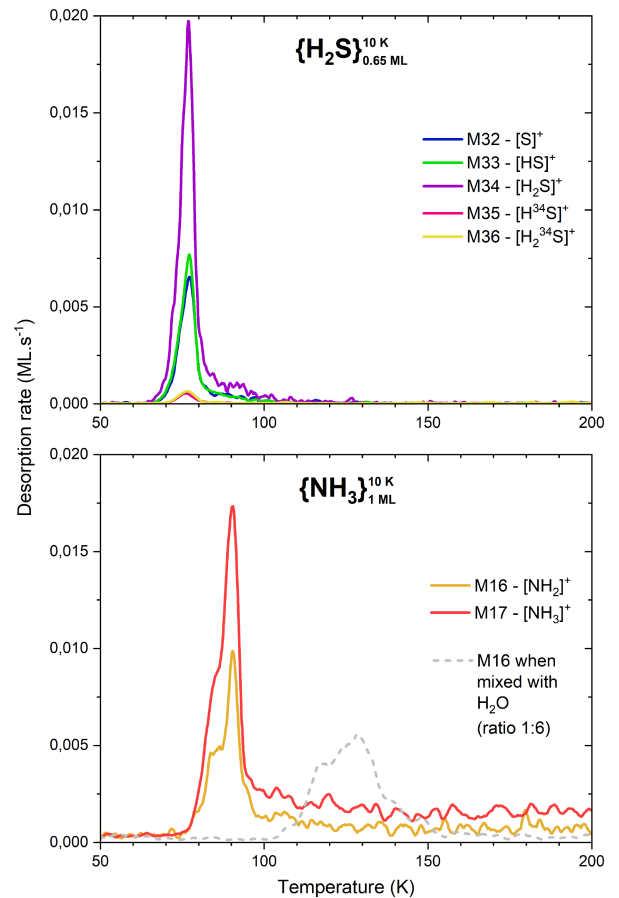 0,020
{H₂S}10 K 0.65 ML
0,015
M32 - [S]⁺
M33 - [HS]⁺
M34 - [H₂S]⁺
M35 - [H³⁴S]⁺
M36 - [H₂³⁴S]⁺
0,010
0,005
0,000
50 100 150 200
Desorption rate (ML.s⁻¹)
0,020
{NH₃}10 K 1 ML
0,015
M16 - [NH₂]⁺
M17 - [NH₃]⁺
0,010
M16 when
mixed with
H₂O
(ratio 1:6)
0,005
0,000
50 100 150 200
Temperature (K)